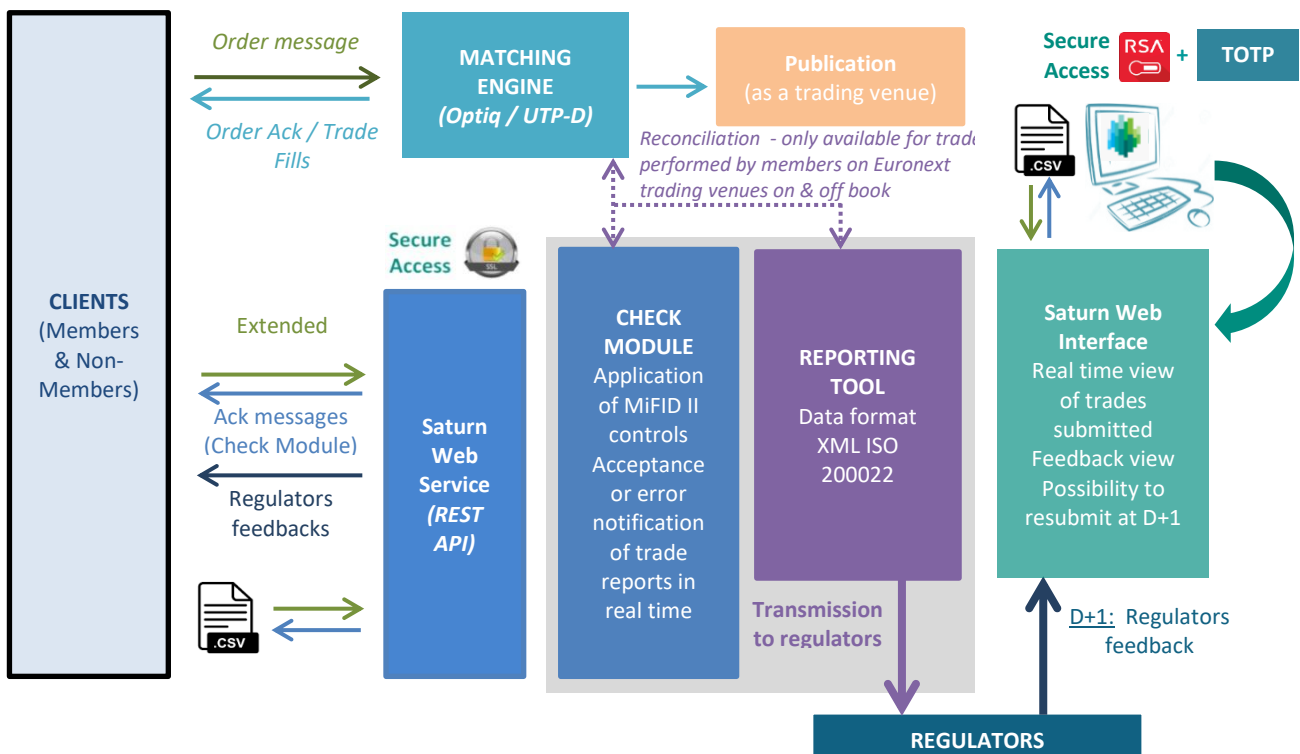 Order message
Order Ack / Trade
Fills
MATCHING
ENGINE
(Optiq / UTP-D)
Publication
(as a trading venue)
Secure
Access
RSA
+
TOTP
Reconciliation - only available for trade
performed by members on Euronext
trading venues on & off book
.CSV
Secure
Access
SSL
CLIENTS
(Members
& Non-
Members)
Extended
Ack messages
(Check Module)
Regulators
feedbacks
.CSV
Saturn
Web
Service
(REST
API)
CHECK
MODULE
Application
of MiFID II
controls
Acceptance
or error
notification
of trade
reports in
real time
REPORTING
TOOL
Data format
XML ISO
200022
Transmission
to regulators
Saturn Web
Interface
Real time view
of trades
submitted
Feedback view
Possibility to
resubmit at D+1
D+1: Regulators
feedback
REGULATORS